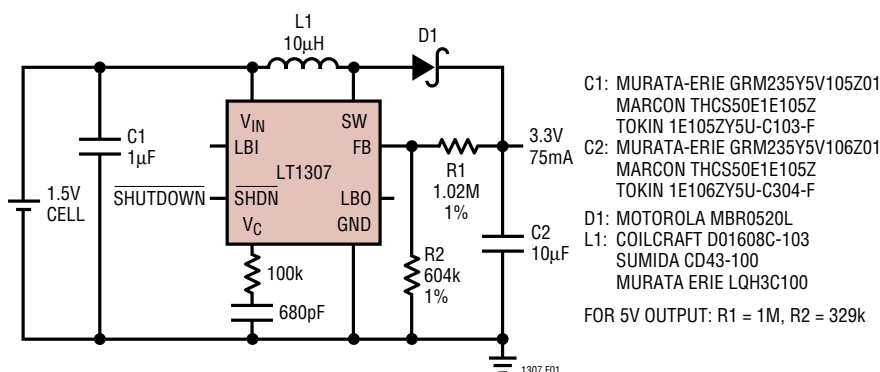 L1
10μH
D1
C1
1μF
1.5V
CELL
SHUTDOWN
VIN
SW
LBI
FB
LT1307
SHDN
LBO
VC
GND
100k
680pF
R1
1.02M
1%
R2
604k
1%
3.3V
75mA
C2
10μF
C1: MURATA-ERIE GRM235Y5V105Z01
MARCON THCS50E1E105Z
TOKIN 1E105ZY5U-C103-F
C2: MURATA-ERIE GRM235Y5V106Z01
MARCON THCS50E1E105Z
TOKIN 1E106ZY5U-C304-F
D1: MOTOROLA MBR0520L
L1: COILCRAFT D01608C-103
SUMIDA CD43-100
MURATA ERIE LQH3C100
FOR 5V OUTPUT: R1 = 1M, R2 = 329k
1307 F01